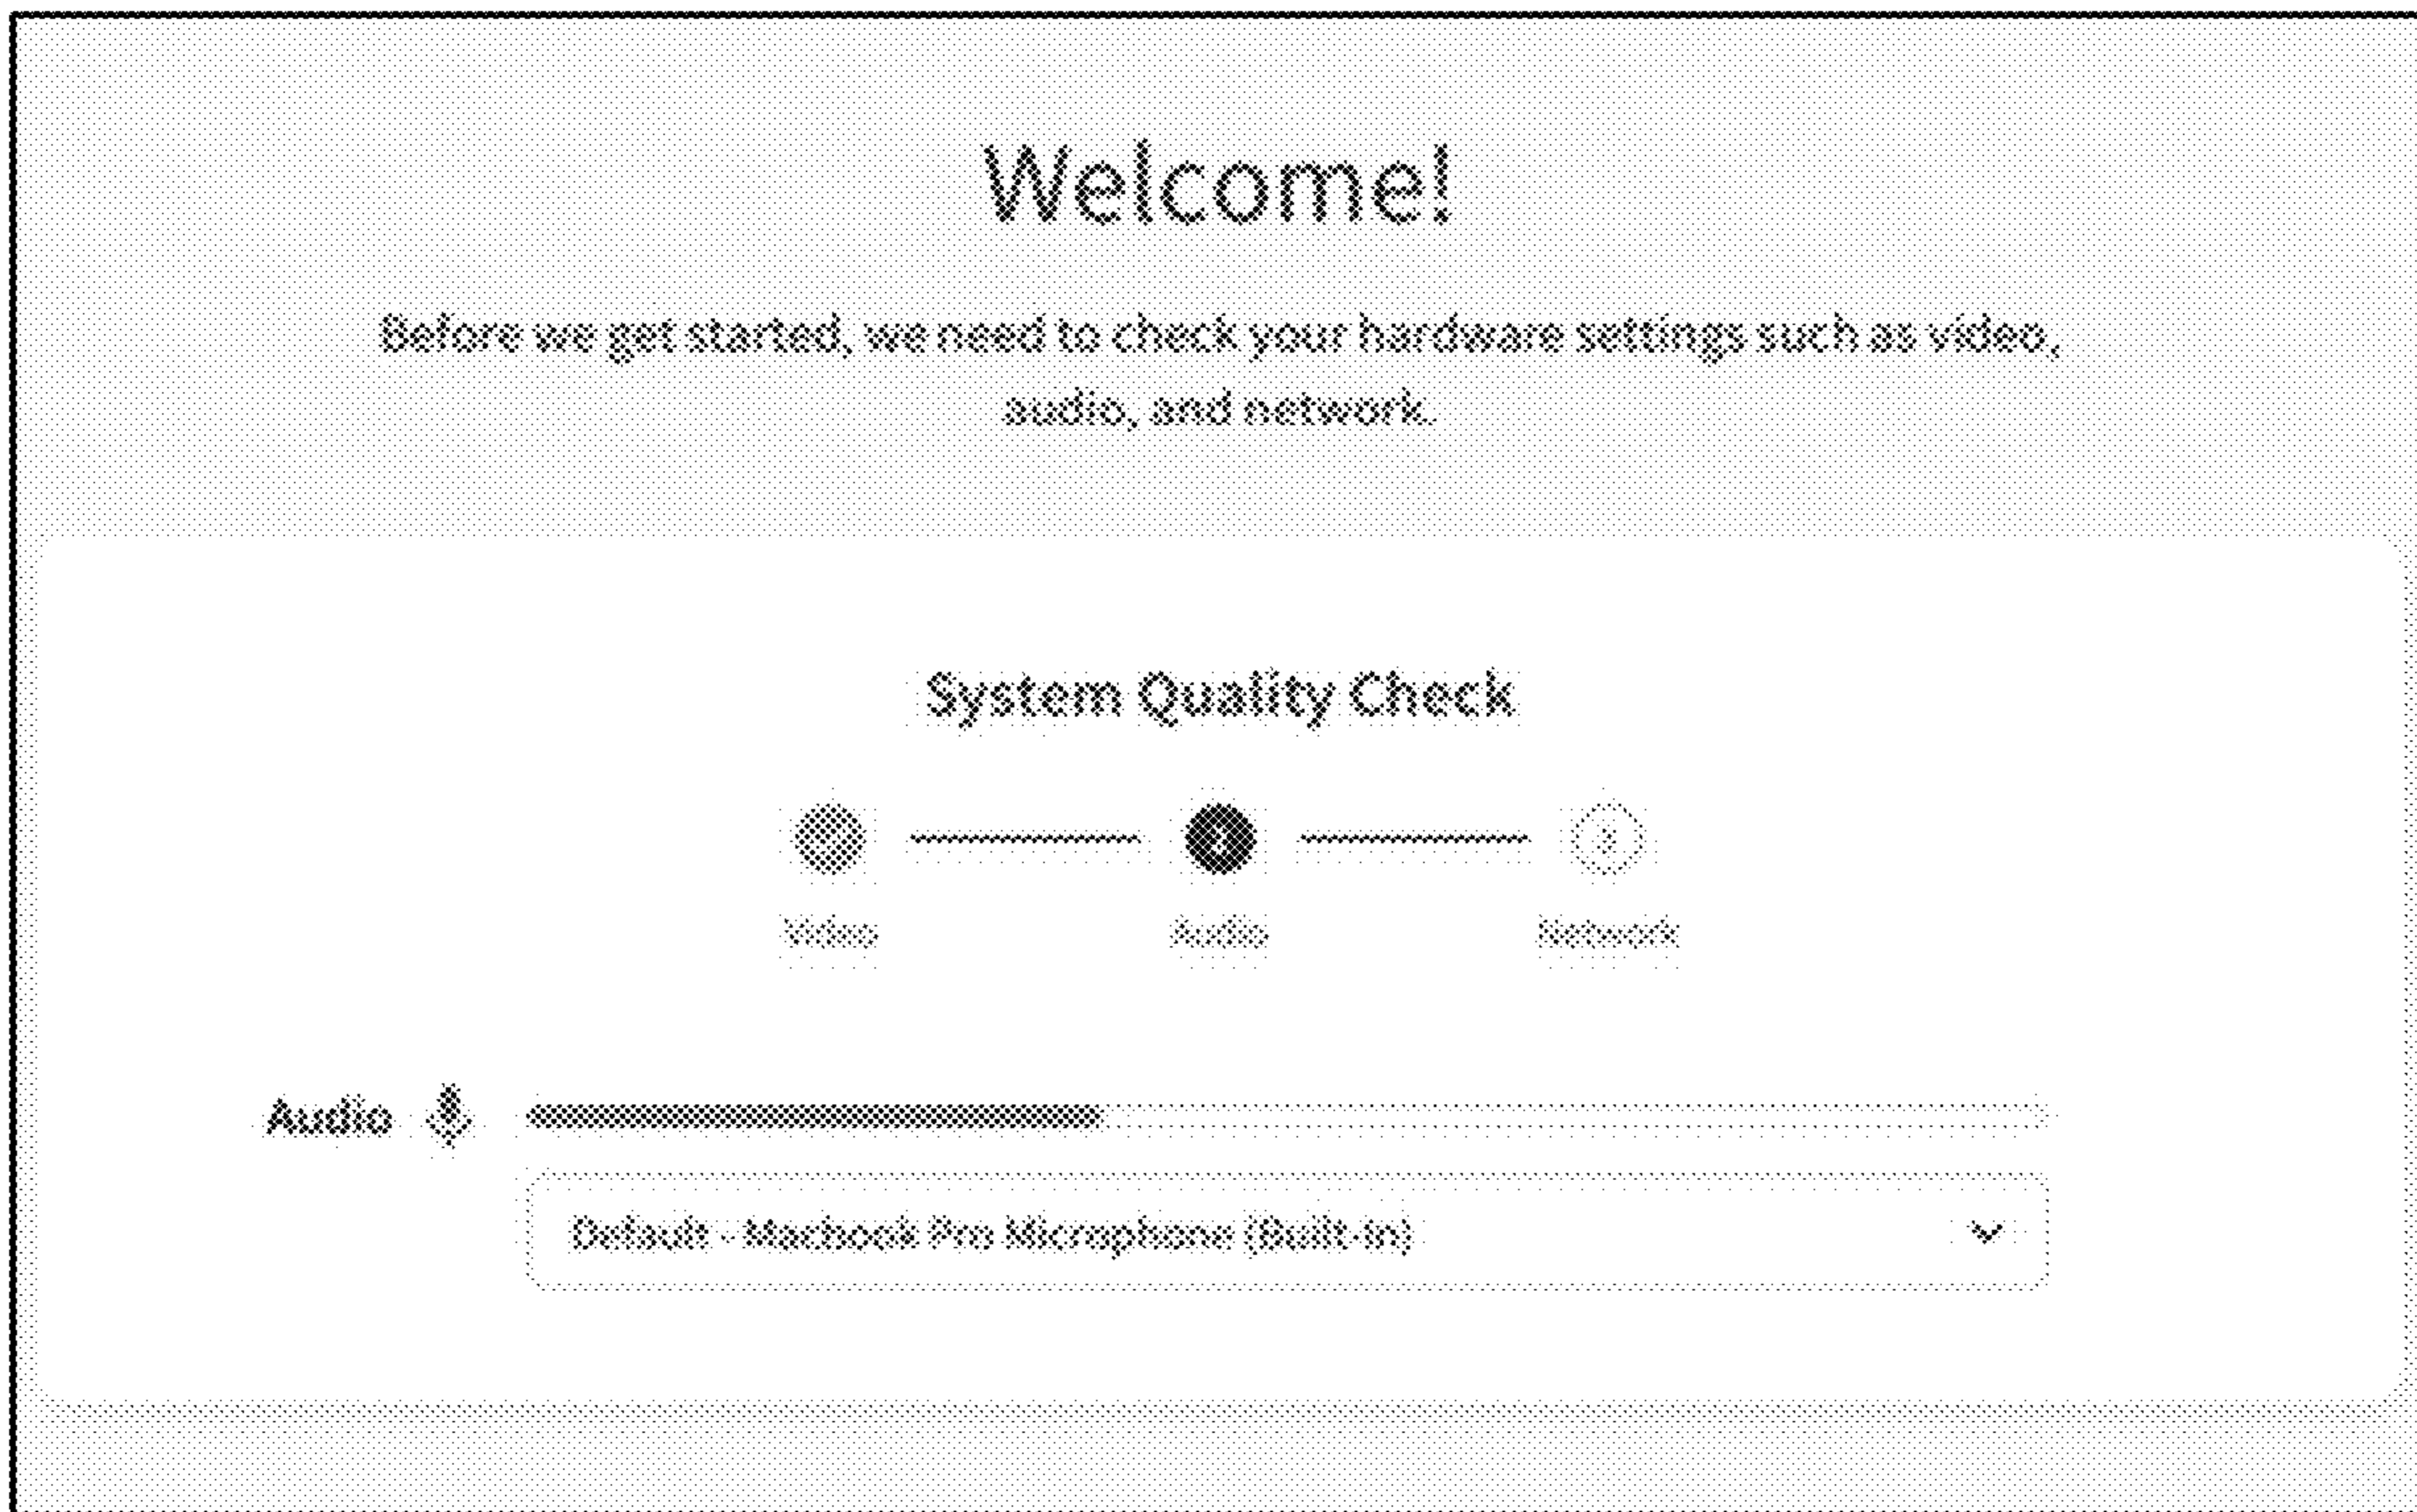 Welcome!
Before we get started, we need to check your hardware settings such as video,
audio, and network.
System Quality Check
3
Video Audio Network
Audio
Default - Macbook Pro Microphone (Built-in)